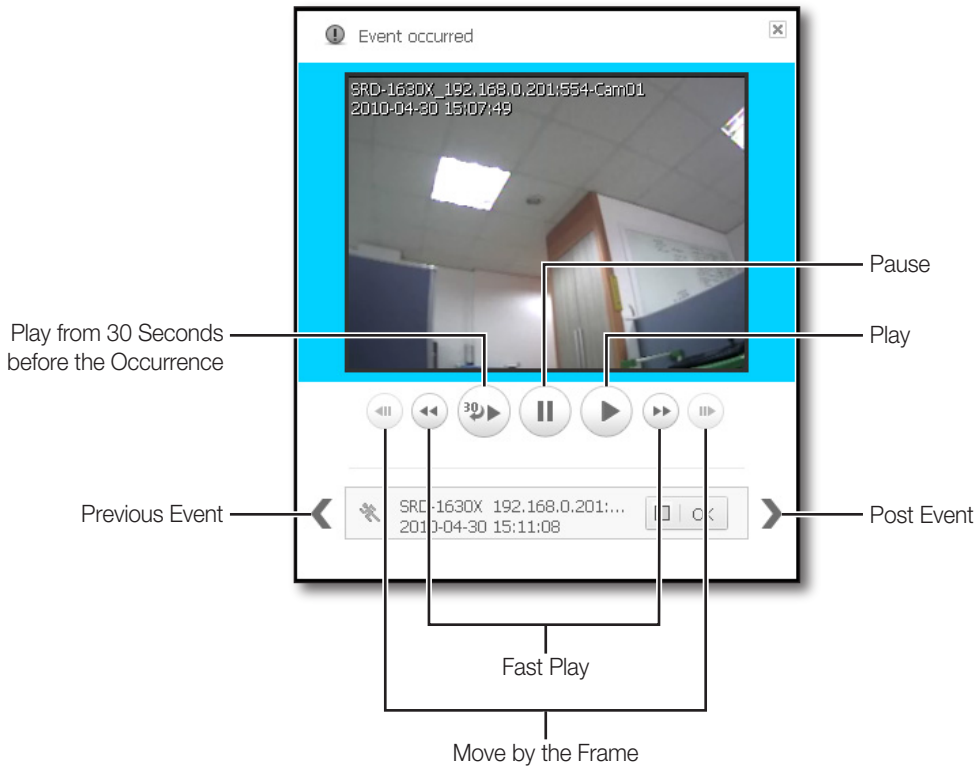 Event occurred
SRD-1630X_192.168.0.201:554-Cam01
2010-04-30 15:07:49
Pause
Play from 30 Seconds
before the Occurrence
Play
30
Previous Event
SRD-1630X 192.168.0.201:...
2010-04-30 15:11:08
OK
Post Event
Fast Play
Move by the Frame